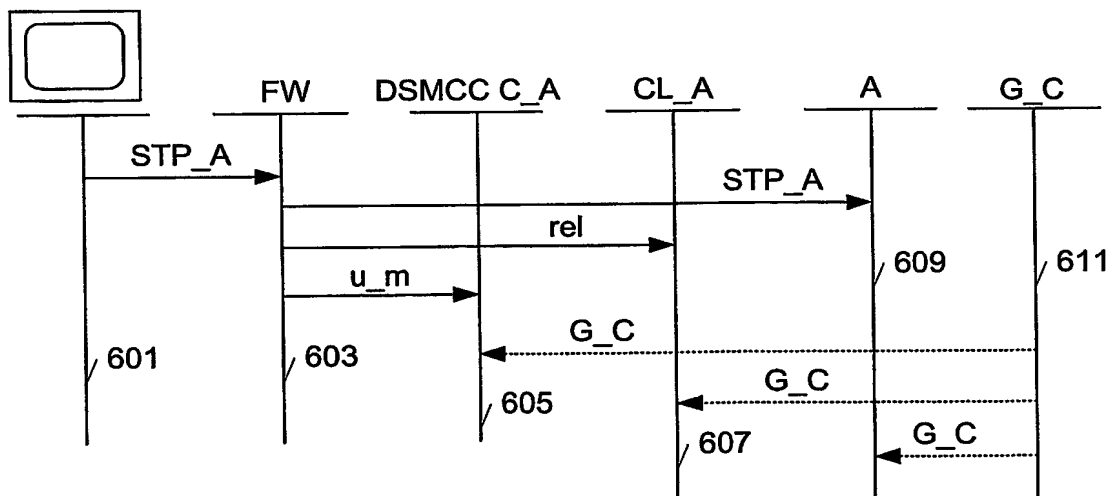 FW
DSMCC C_A
CL_A
A
G_C
STP_A
STP_A
rel
609
611
u_m
G_C
601
603
G_C
605
G_C
607